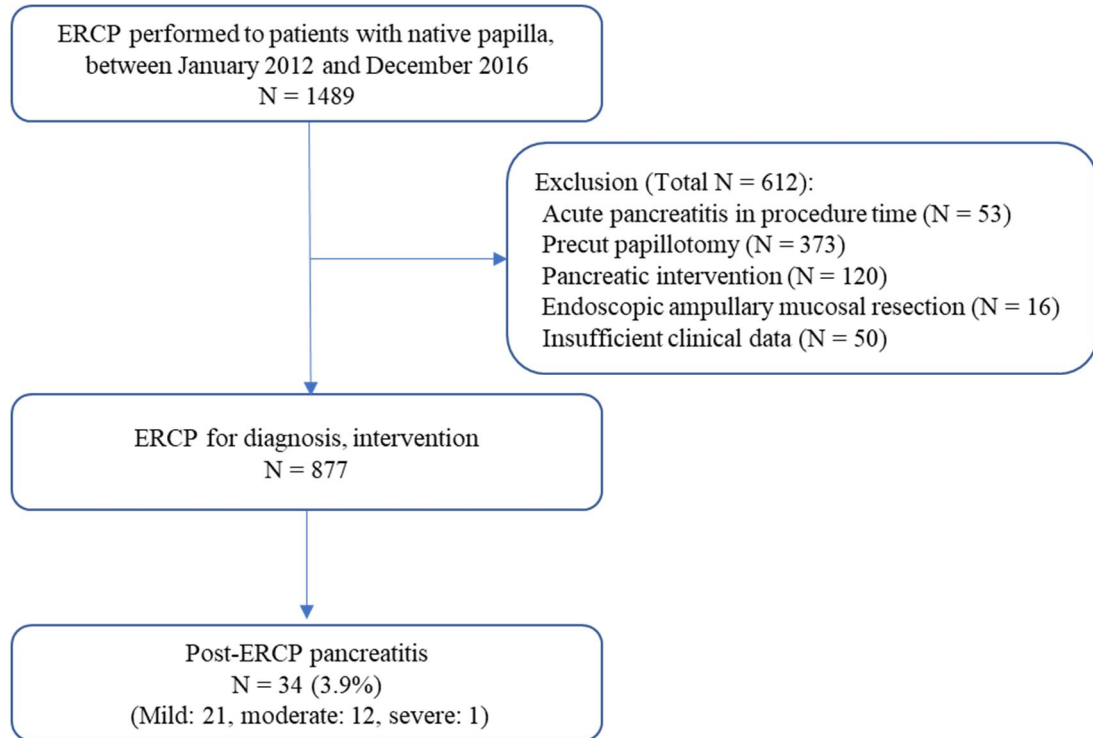 ERCP performed to patients with native papilla,
between January 2012 and December 2016
N = 1489
Exclusion (Total N = 612):
Acute pancreatitis in procedure time (N = 53)
Precut papillotomy (N = 373)
Pancreatic intervention (N = 120)
Endoscopic ampullary mucosal resection (N = 16)
Insufficient clinical data (N = 50)
ERCP for diagnosis, intervention
N = 877
Post-ERCP pancreatitis
N = 34 (3.9%)
(Mild: 21, moderate: 12, severe: 1)